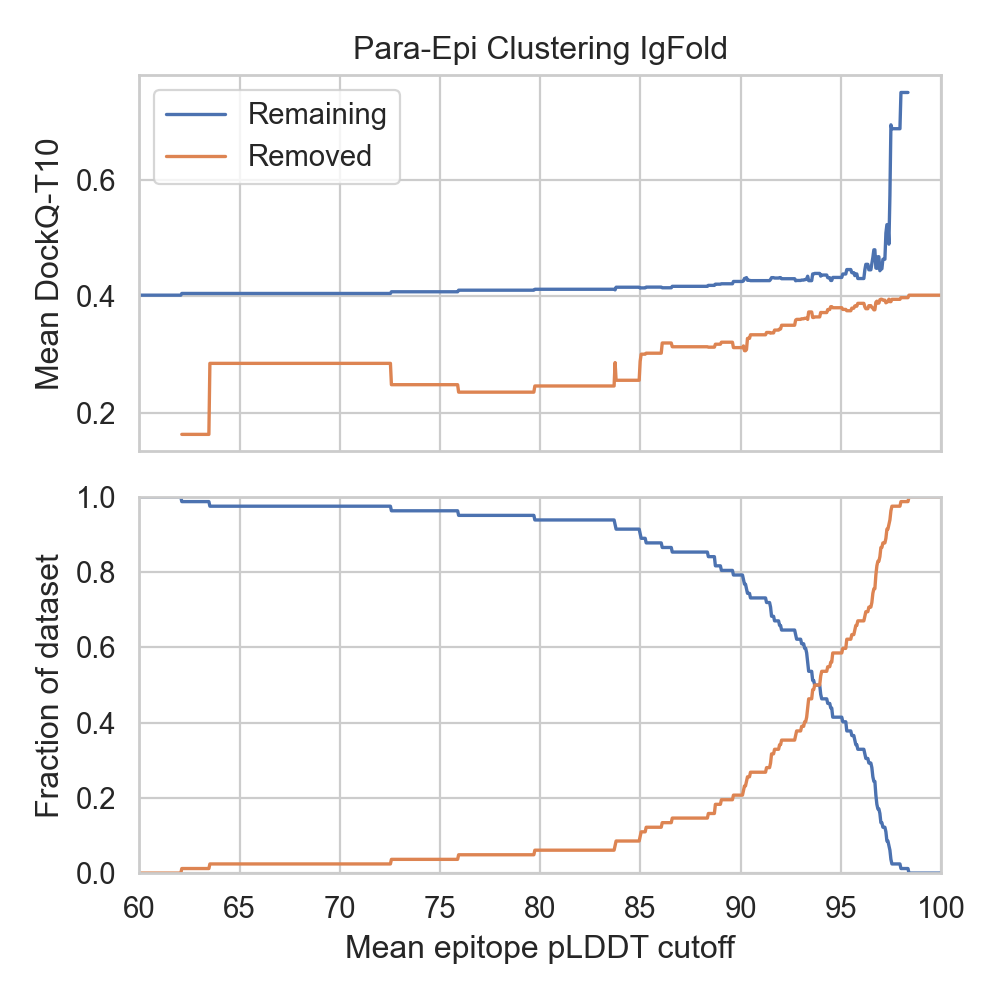 Para-Epi Clustering IgFold
Remaining
Removed
Mean DockQ-T10
0.6
0.4
0.2
Fraction of dataset
1.0
0.8
0.6
0.4
0.2
0.0
60 65 70 75 80 85 90 95 100
Mean epitope pLDDT cutoff